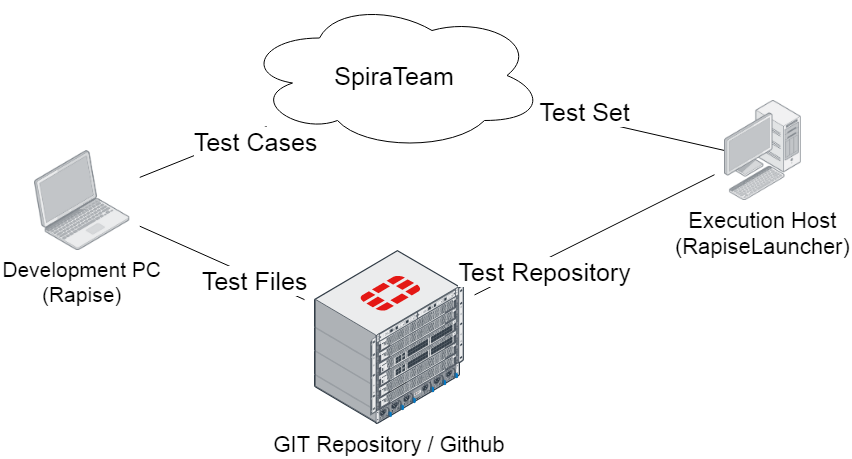 SpiraTeam
Test Set
Test Cases
Execution Host
(RapiseLauncher)
Development PC
(Rapise)
Test Files
Test Repository
GIT Repository / Github